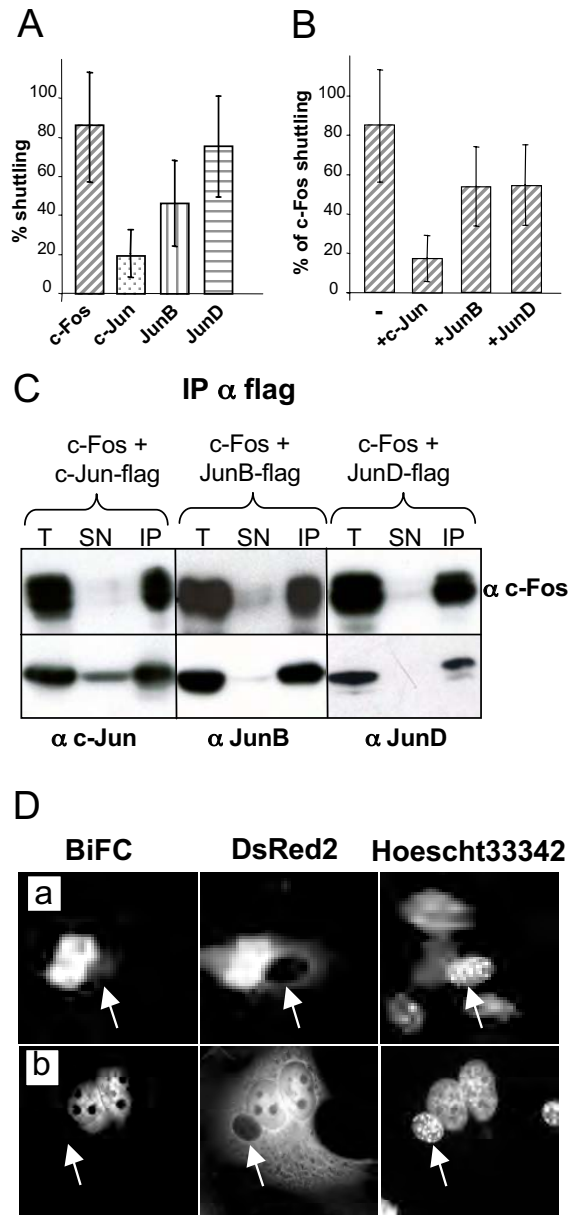 A
% shuttling
100
80
60
40
20
0
c-Fos
c-Jun
JunB
JunD
B
% of c-Fos shuttling
100
80
60
40
20
0
-
+c-Jun
+JunB
+JunD
C
IP α flag
c-Fos +
c-Jun-flag
c-Fos +
JunB-flag
c-Fos +
JunD-flag
T SN IP T SN IP T SN IP
α c-Fos
α c-Jun α JunB α JunD
D
BiFC DsRed2 Hoescht33342
a
b